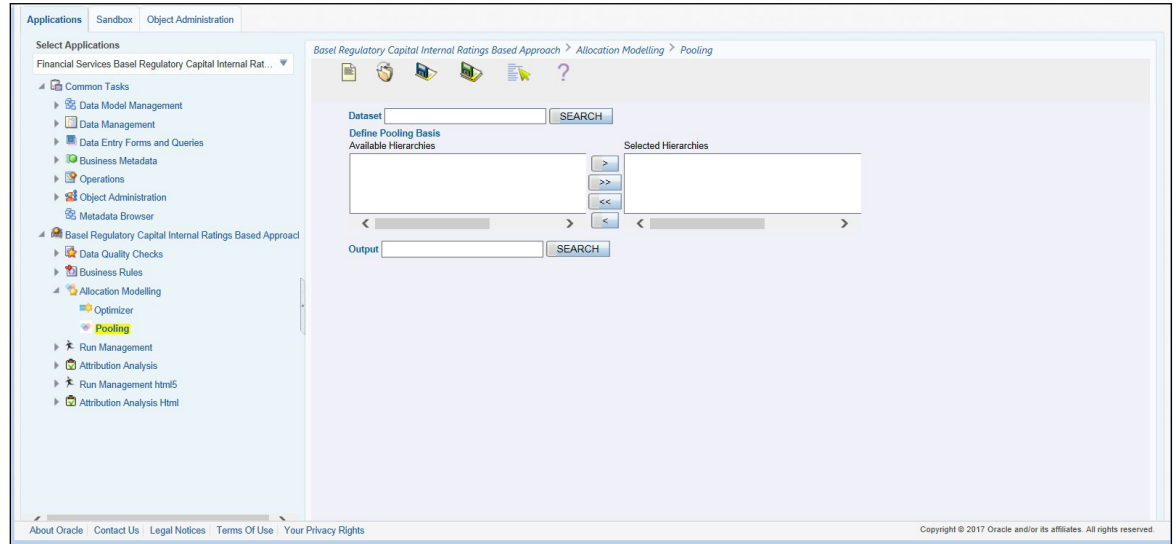 Applications Sandbox Object Administration
Select Applications
Financial Services Basel Regulatory Capital Internal Rat...
Common Tasks
Data Model Management
Data Management
Data Entry Forms and Queries
Business Metadata
Operations
Object Administration
Metadata Browser
Basel Regulatory Capital Internal Ratings Based Approacl
Data Quality Checks
Business Rules
Allocation Modelling
Optimizer
Pooling
Run Management
Attribution Analysis
Run Management html5
Attribution Analysis Html
Basel Regulatory Capital Internal Ratings Based Approach > Allocation Modelling > Pooling
?
Dataset SEARCH
Define Pooling Basis
Available Hierarchies Selected Hierarchies
>
>>
<<
<
Output SEARCH
About Oracle Contact Us Legal Notices Terms Of Use Your Privacy Rights
Copyright © 2017 Oracle and/or its affiliates. All rights reserved.